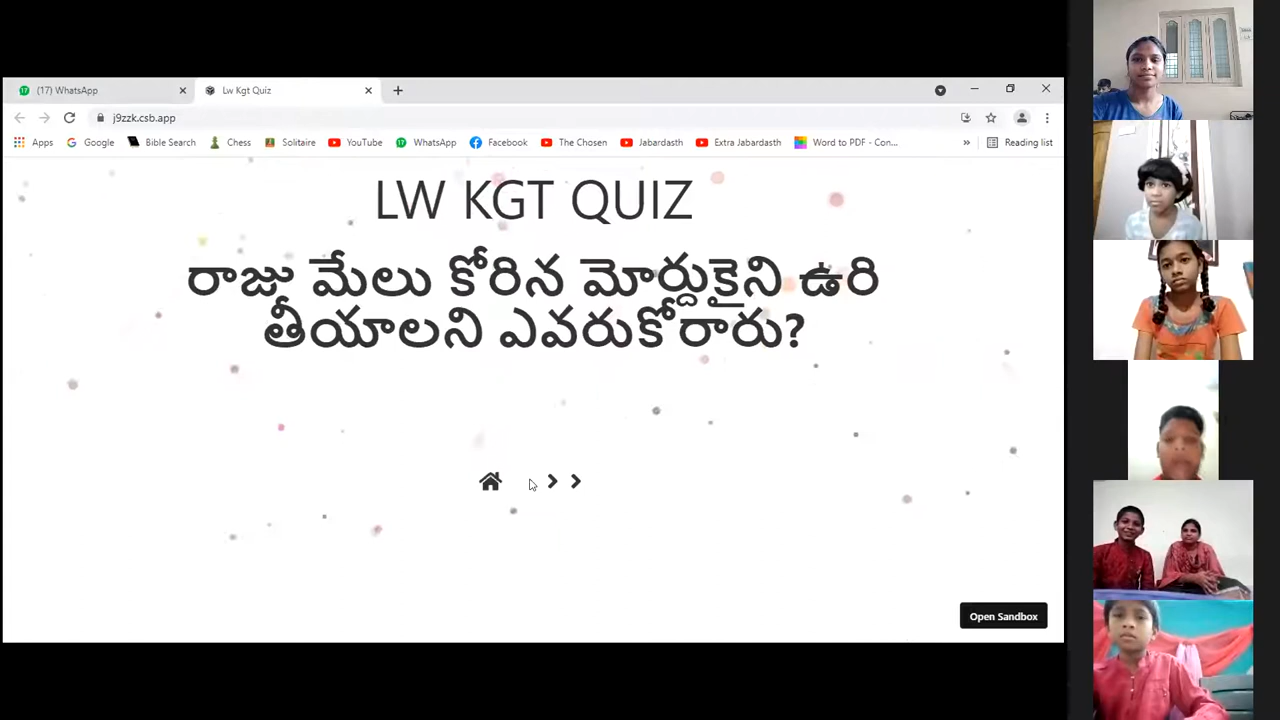 (17) WhatsApp
Lw Kgt Quiz
j9zzk.csb.app
Apps
Google
Bible Search
Chess
Solitaire
YouTube
WhatsApp
Facebook
The Chosen
Jabardasth
Extra Jabardasth
Word to PDF - Con...
»
Reading list
LW KGT QUIZ
రాజు మేలు కోరిన మోర్దుకైని ఉరి
తీయాలని ఎవరుకోరారు?
Open Sandbox